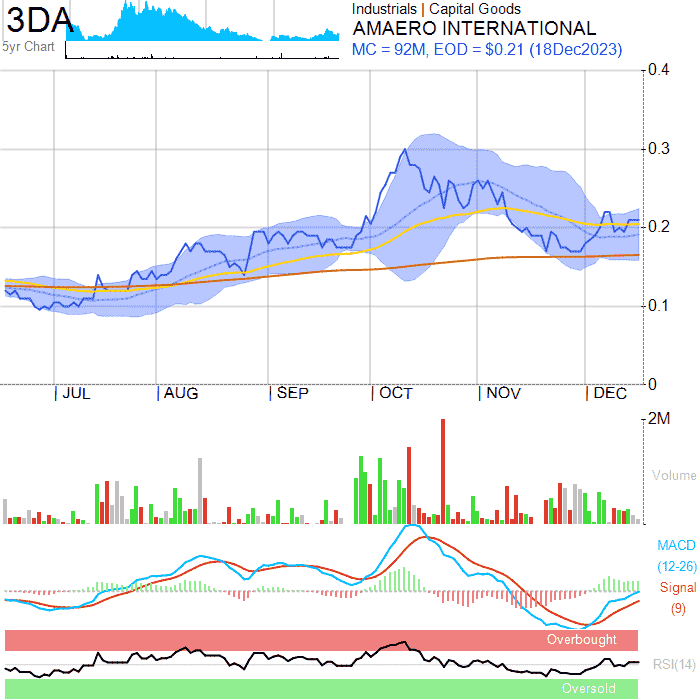 3DA
5yr Chart
Industrials | Capital Goods
AMAERO INTERNATIONAL
MC = 92M, EOD = $0.21 (18Dec2023)
0.4
0.3
0.2
0.1
0
| JUL | AUG | SEP | OCT | NOV | DEC
2M
Volume
MACD
(12-26)
Signal
(9)
Overbought
RSI(14)
Oversold